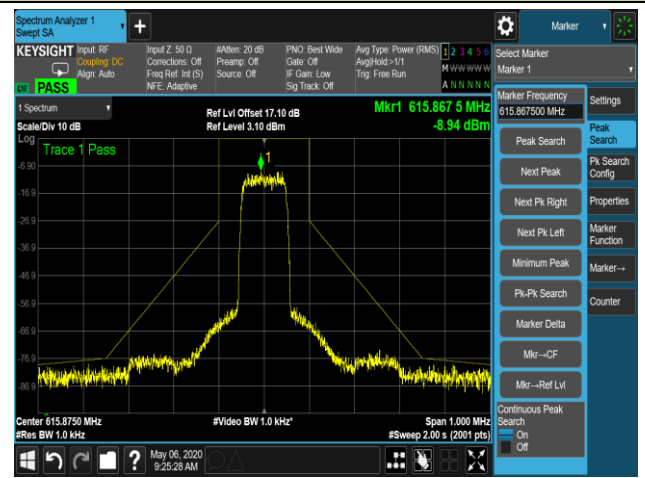 Spectrum Analyzer 1
Swept SA
Marker
KEYSIGHT
Input: RF
Coupling: DC
Align: Auto
Input Z: 50 Ω
Corrections: Off
Freq Ref: Int (S)
NFE: Adaptive
#Atten: 20 dB
Preamp: Off
Source: Off
PNO: Best Wide
Gate: Off
IF Gain: Low
Sig Track: Off
Avg Type: Power (RMS)
Avg|Hold:>1/1
Trig: Free Run
1 2 3 4 5 6
M W W W W W
A N N N N N
PASS
Select Marker
Marker 1
1 Spectrum
Scale/Div 10 dB
Ref Lvl Offset 17.10 dB
Ref Level 3.10 dBm
Mkr1 615.867 5 MHz
-8.94 dBm
Log
Trace 1 Pass
1
-6.90
-16.9
-26.9
-36.9
-46.9
-56.9
-66.9
-76.9
-86.9
Center 615.8750 MHz
#Res BW 1.0 kHz
#Video BW 1.0 kHz*
Span 1.000 MHz
#Sweep 2.00 s (2001 pts)
Marker Frequency
615.867500 MHz
Peak Search
Next Peak
Next Pk Right
Next Pk Left
Minimum Peak
Pk-Pk Search
Marker Delta
Mkr→CF
Mkr→Ref Lvl
Continuous Peak
Search
On
Off
Settings
Peak
Search
Pk Search
Config
Properties
Marker
Function
Marker→
Counter
?
May 06, 2020
9:25:28 AM